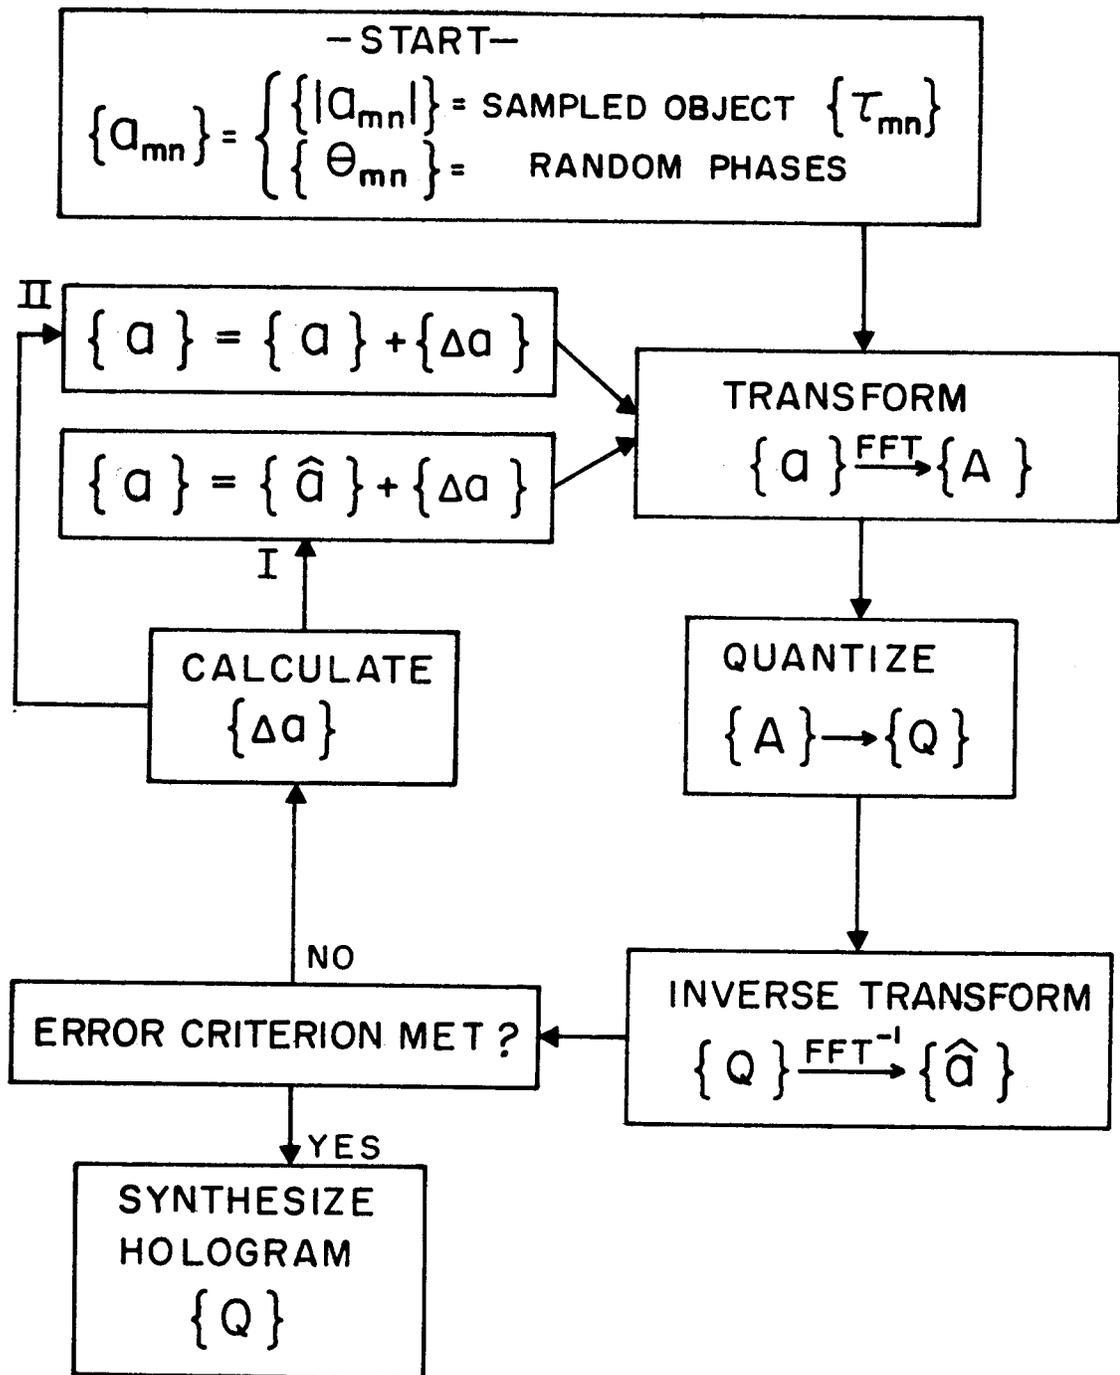 —START—
{a_mn} = { {|a_mn|} = SAMPLED OBJECT {τ_mn}
{θ_mn} = RANDOM PHASES
II
{ a } = { a } + {Δa }
{ a } = { â } + {Δa }
I
TRANSFORM
{ a } FFT→ {A }
CALCULATE
{Δa }
QUANTIZE
{ A } → {Q }
NO
ERROR CRITERION MET ?
INVERSE TRANSFORM
{ Q } FFT⁻¹→ { â }
YES
SYNTHESIZE
HOLOGRAM
{ Q }